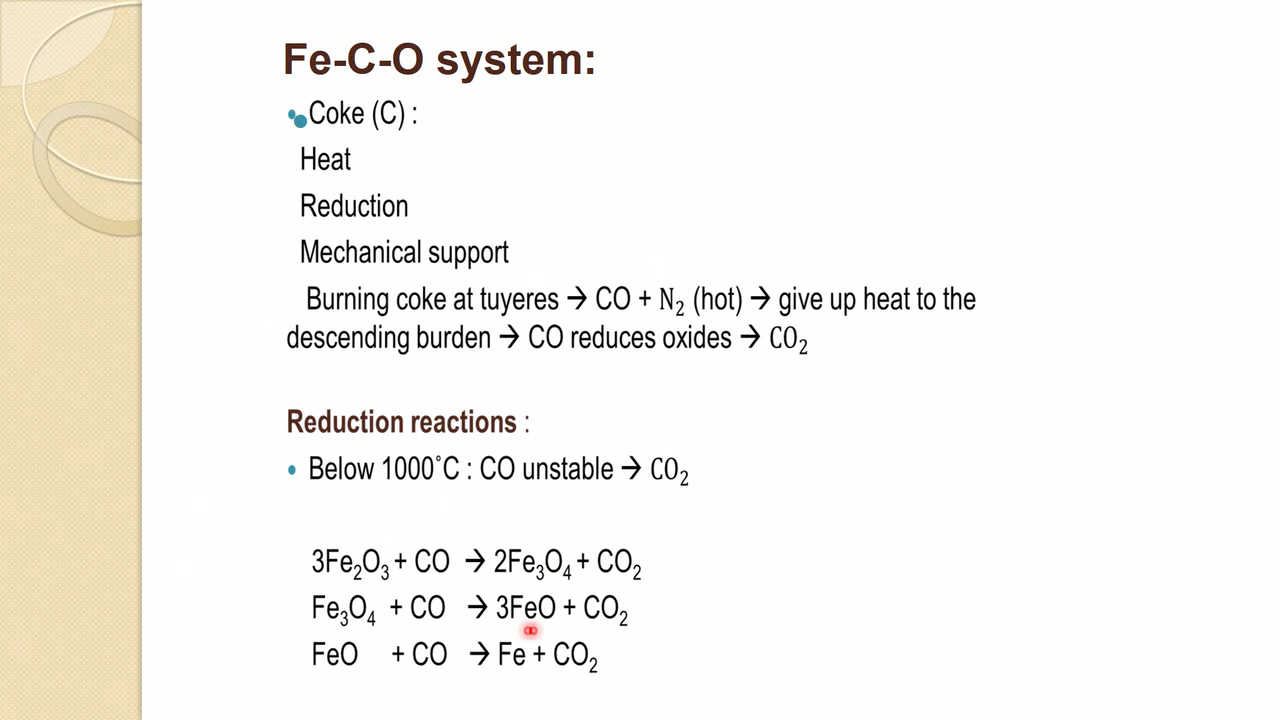 Fe-C-O system:
Coke (C) :
Heat
Reduction
Mechanical support
Burning coke at tuyeres → CO + N₂ (hot) → give up heat to the
descending burden → CO reduces oxides → CO₂
Reduction reactions :
• Below 1000˚C : CO unstable → CO₂
3Fe₂O₃ + CO → 2Fe₃O₄ + CO₂
Fe₃O₄ + CO → 3FeO + CO₂
FeO + CO → Fe + CO₂